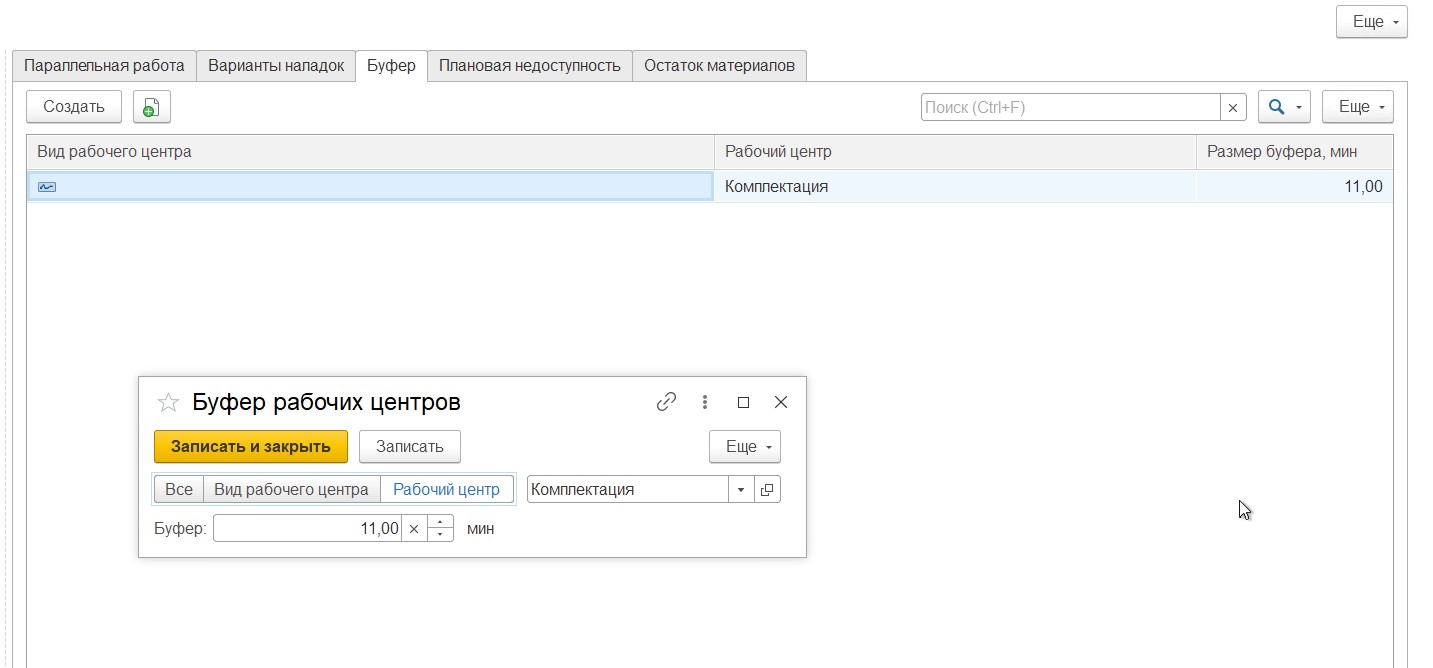 Еще
Параллельная работа Варианты наладок Буфер Плановая недоступность Остаток материалов
Создать Поиск (Ctrl+F) Еще
Вид рабочего центра Рабочий центр Размер буфера, мин
Комплектация 11,00
Буфер рабочих центров
Записать и закрыть Записать Еще
Все Вид рабочего центра Рабочий центр Комплектация
Буфер: 11,00 мин